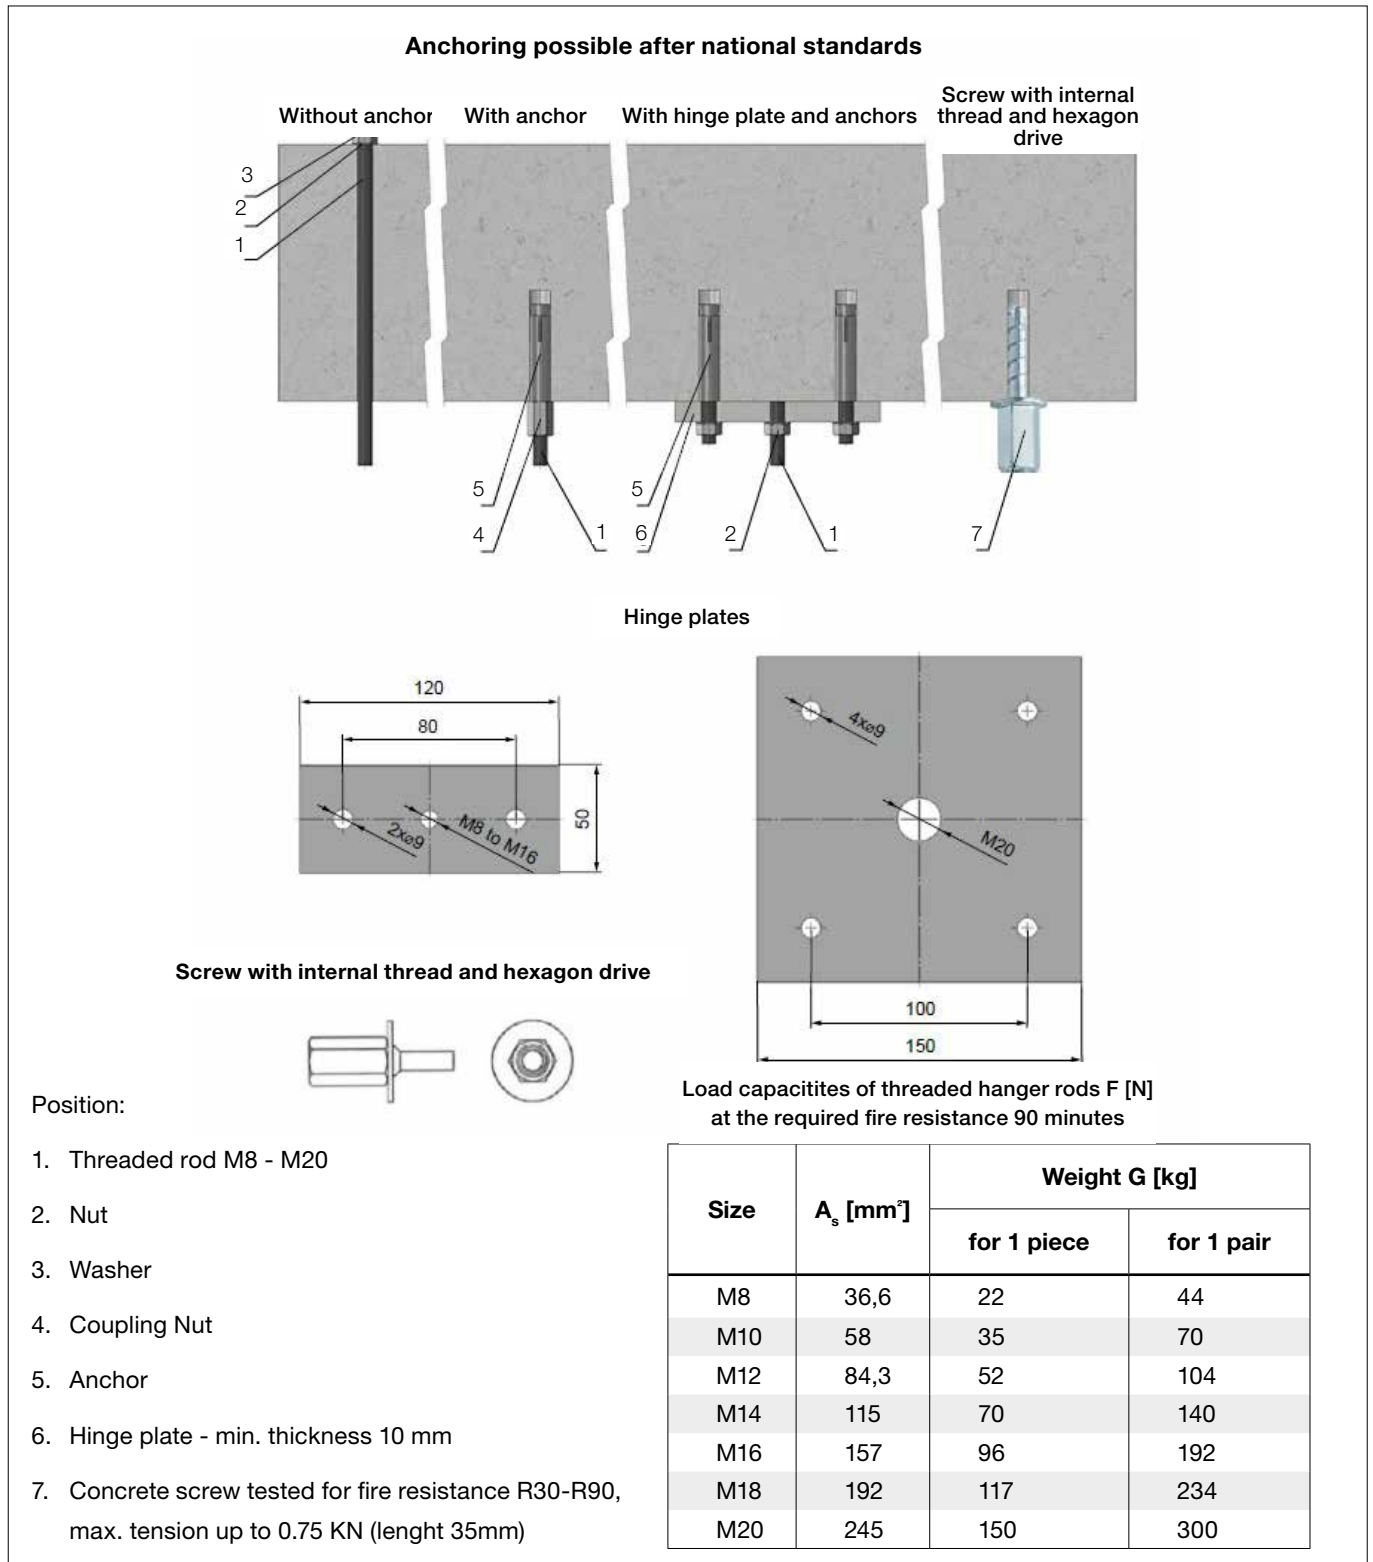 Anchoring possible after national standards
Without anchor
With anchor
With hinge plate and anchors
Screw with internal
thread and hexagon
drive
3
2
1
5
4
1
5
6
2
1
7
Hinge plates
120
80
50
2xø9
M8 to M16
4xø9
M20
100
150
Screw with internal thread and hexagon drive
Position:
1. Threaded rod M8 - M20
2. Nut
3. Washer
4. Coupling Nut
5. Anchor
6. Hinge plate - min. thickness 10 mm
7. Concrete screw tested for fire resistance R30-R90,
max. tension up to 0.75 KN (lenght 35mm)
Load capacitites of threaded hanger rods F [N]
at the required fire resistance 90 minutes
Size As [mm²] Weight G [kg]
for 1 piece for 1 pair
M8 36,6 22 44
M10 58 35 70
M12 84,3 52 104
M14 115 70 140
M16 157 96 192
M18 192 117 234
M20 245 150 300